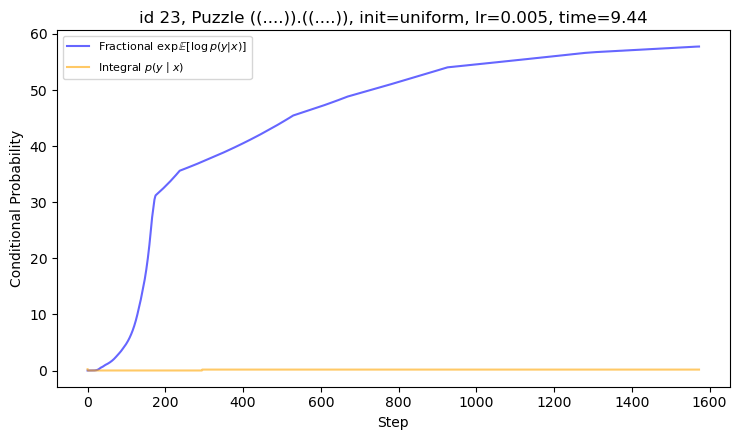 id 23, Puzzle ((....)).((....)), init=uniform, lr=0.005, time=9.44
Fractional exp𝔼[log p(y|x)]
Integral p(y | x)
Conditional Probability
60
50
40
30
20
10
0
0 200 400 600 800 1000 1200 1400 1600
Step